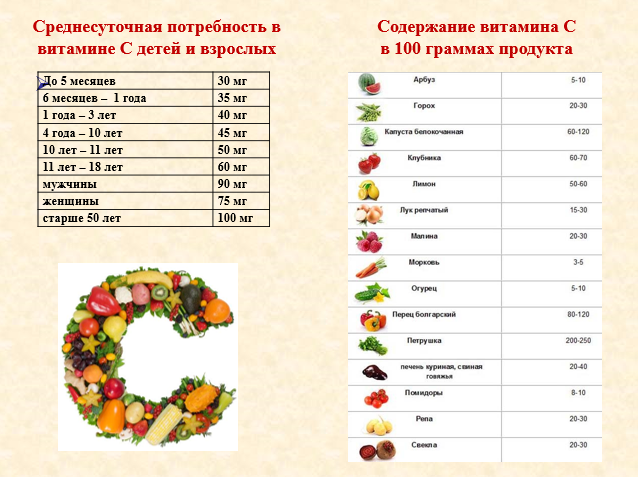 Среднесуточная потребность в
витамине С детей и взрослых
До 5 месяцев 30 мг
6 месяцев – 1 года 35 мг
1 года – 3 лет 40 мг
4 года – 10 лет 45 мг
10 лет – 11 лет 50 мг
11 лет – 18 лет 60 мг
мужчины 90 мг
женщины 75 мг
старше 50 лет 100 мг
Содержание витамина С
в 100 граммах продукта
Арбуз 5-10
Горох 20-30
Капуста белокочанная 60-120
Клубника 60-70
Лимон 50-60
Лук репчатый 15-30
Малина 20-30
Морковь 3-5
Огурец 5-10
Перец болгарский 80-120
Петрушка 200-250
печень куриная, свиная 20-40
говяжья
Помидоры 8-10
Репа 20-30
Свекла 20-30